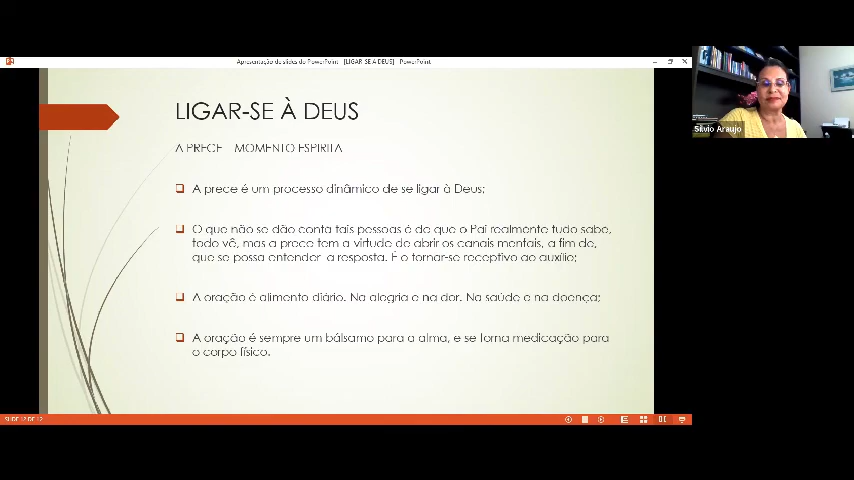 Apresentação de slides do PowerPoint - [LIGAR-SE A DEUS] - PowerPoint
LIGAR-SE À DEUS
A PRECE – MOMENTO ESPIRITA
A prece é um processo dinâmico de se ligar à Deus;
O que não se dão conta tais pessoas é de que o Pai realmente tudo sabe,
todo vê, mas a prece tem a virtude de abrir os canais mentais, a fim de,
que se possa entender a resposta. É o tornar-se receptivo ao auxílio;
A oração é alimento diário. Na alegria e na dor. Na saúde e na doença;
A oração é sempre um bálsamo para a alma, e se torna medicação para
o corpo físico.
Silvio Araujo
SLIDE 12 DE 12